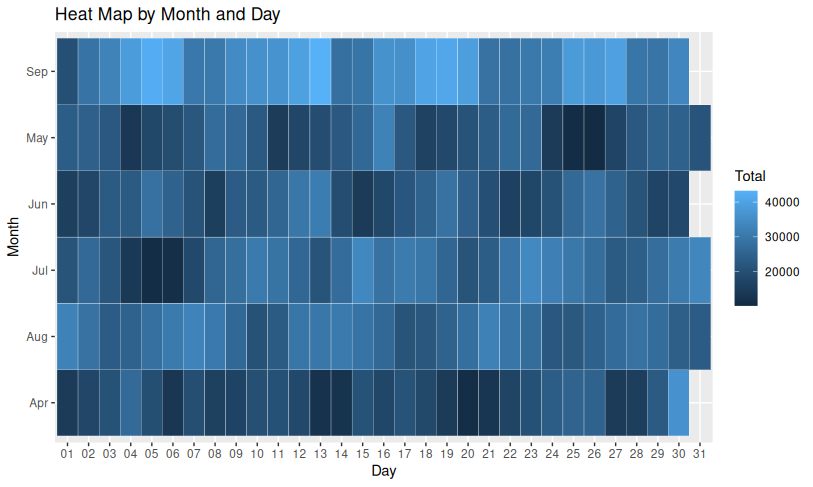 Heat Map by Month and Day
Month
Sep
May
Jun
Jul
Aug
Apr
01 02 03 04 05 06 07 08 09 10 11 12 13 14 15 16 17 18 19 20 21 22 23 24 25 26 27 28 29 30 31
Day
Total
40000
30000
20000